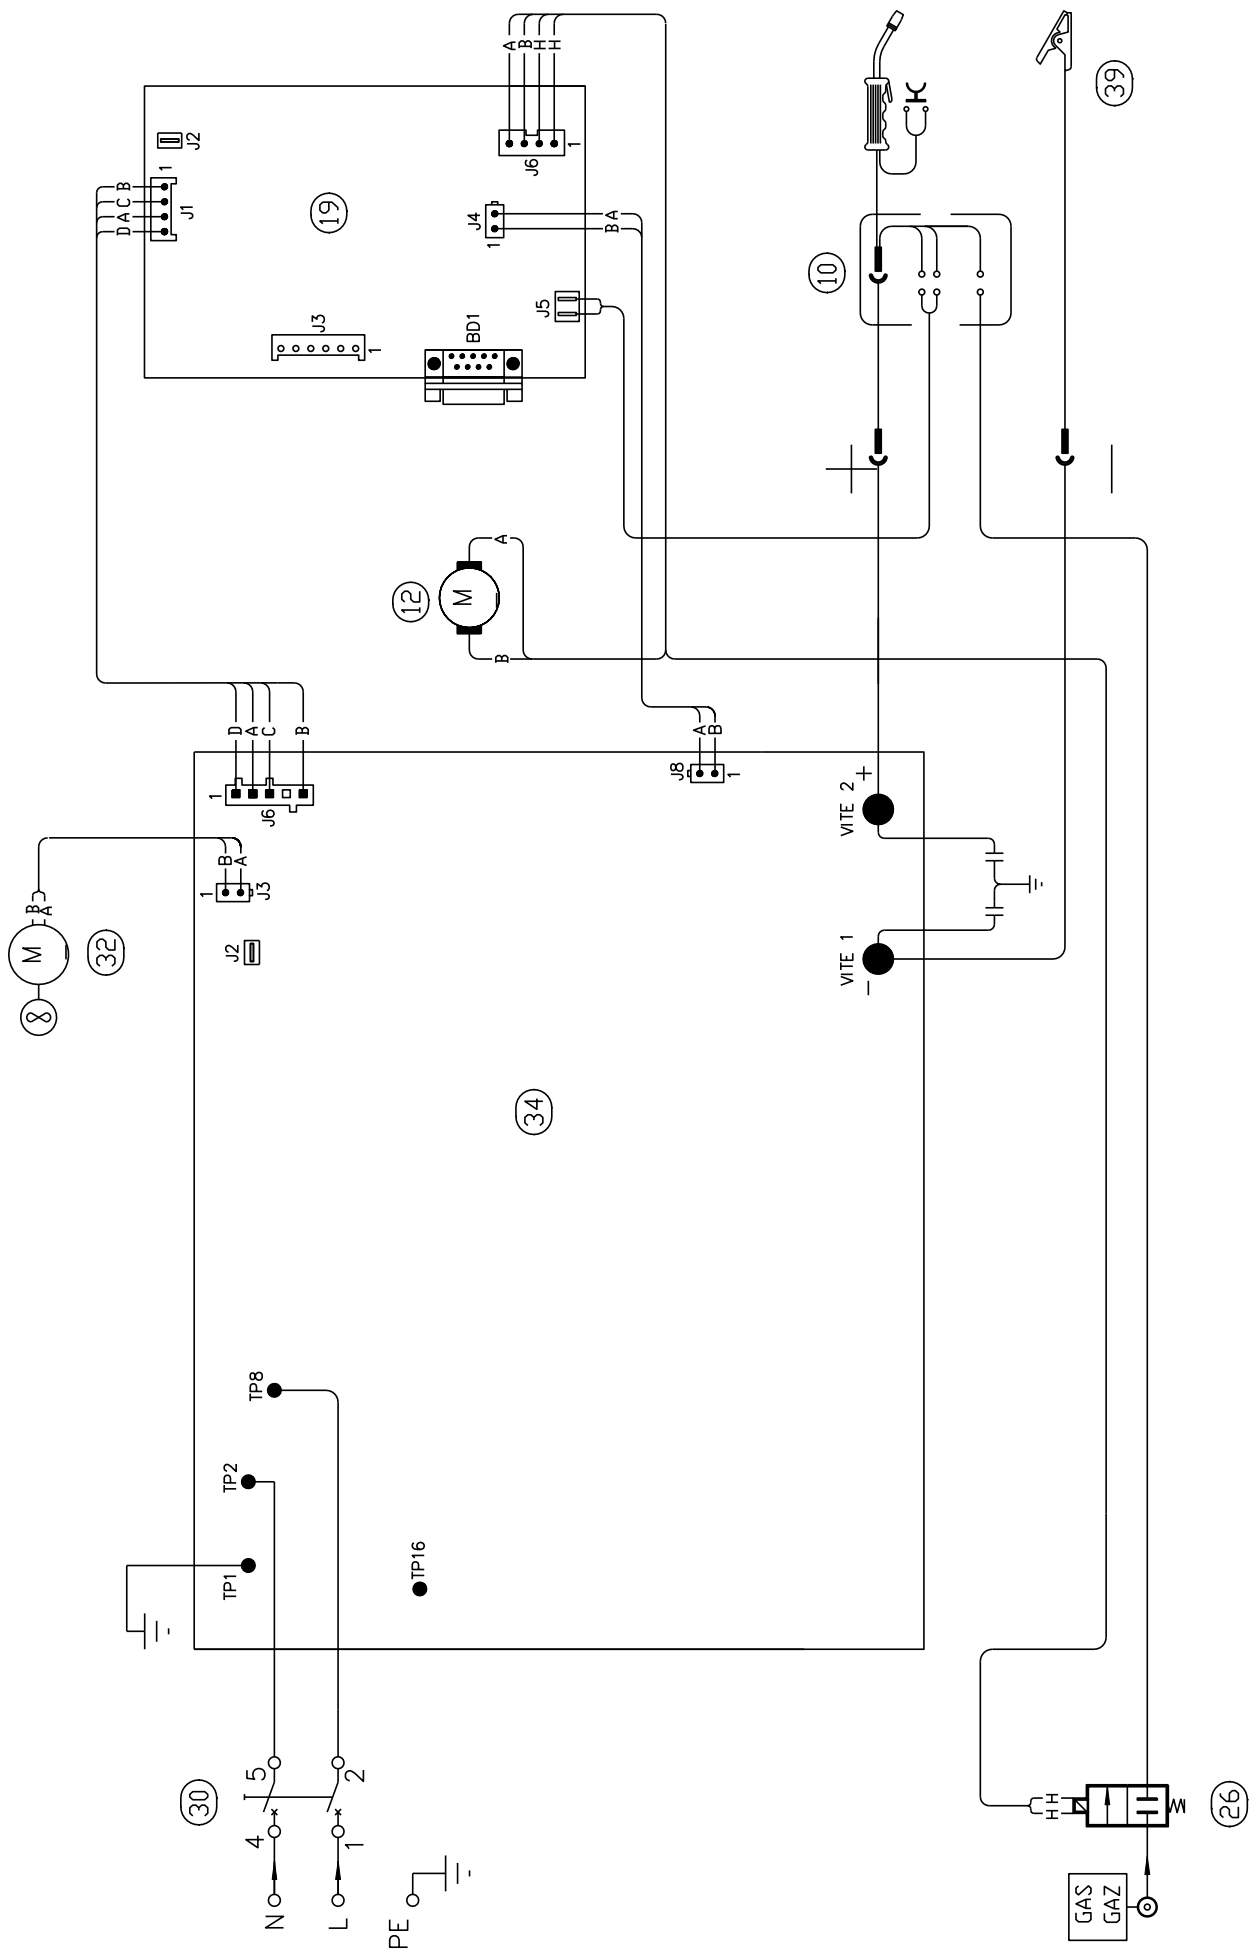 A B H H
J2
1
J6
1
D A C B
J1
19
J4
1
B A
J3
1
BD1
J5
10
39
12
M
A
B
D A C B
1
J6
A B
J8
1
B A
M
32
B A
1
J3
J2
VITE 2
+
VITE 1
−
34
TP8
TP2
TP1
TP16
30
5
2
4
1
N
L
PE
H H
26
GAS
GAZ